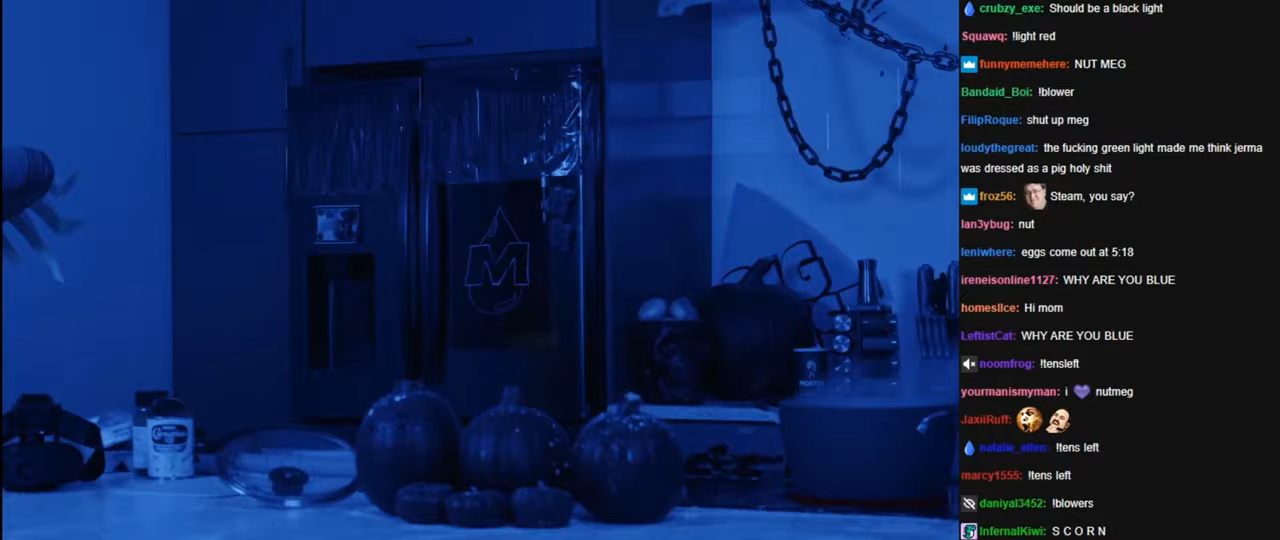 crubzy_exe: Should be a black light
Squawq: !light red
funnymemehere: NUT MEG
Bandaid_Boi: !blower
FilipRoque: shut up meg
loudythegreat: the fucking green light made me think jerma
was dressed as a pig holy shit
froz56: Steam, you say?
lan3ybug: nut
leniwhere: eggs come out at 5:18
ireneisonline1127: WHY ARE YOU BLUE
homeslice: Hi mom
LeftistCat: WHY ARE YOU BLUE
noomfrog: !tensleft
yourmanismyman: i nutmeg
JaxiiRuff:
natalie_ellen: !tens left
marcy1555: !tens left
daniyal3452: !blowers
InfernalKiwi: S C O R N
M
MORTON